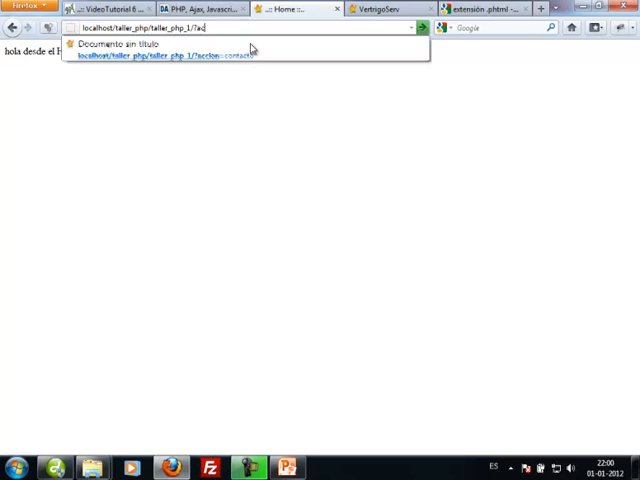 Firefox
.::: VideoTutorial 6 ...
DA PHP, Ajax, Javascri...
.::: Home ::..
VertrigoServ
extensión .phtml -...
localhost/taller_php/taller_php_1/?ac
Google
Documento sin título
localhost/taller_php/taller_php_1/?accion=contacto
hola desde el
ES
22:00
01-01-2012